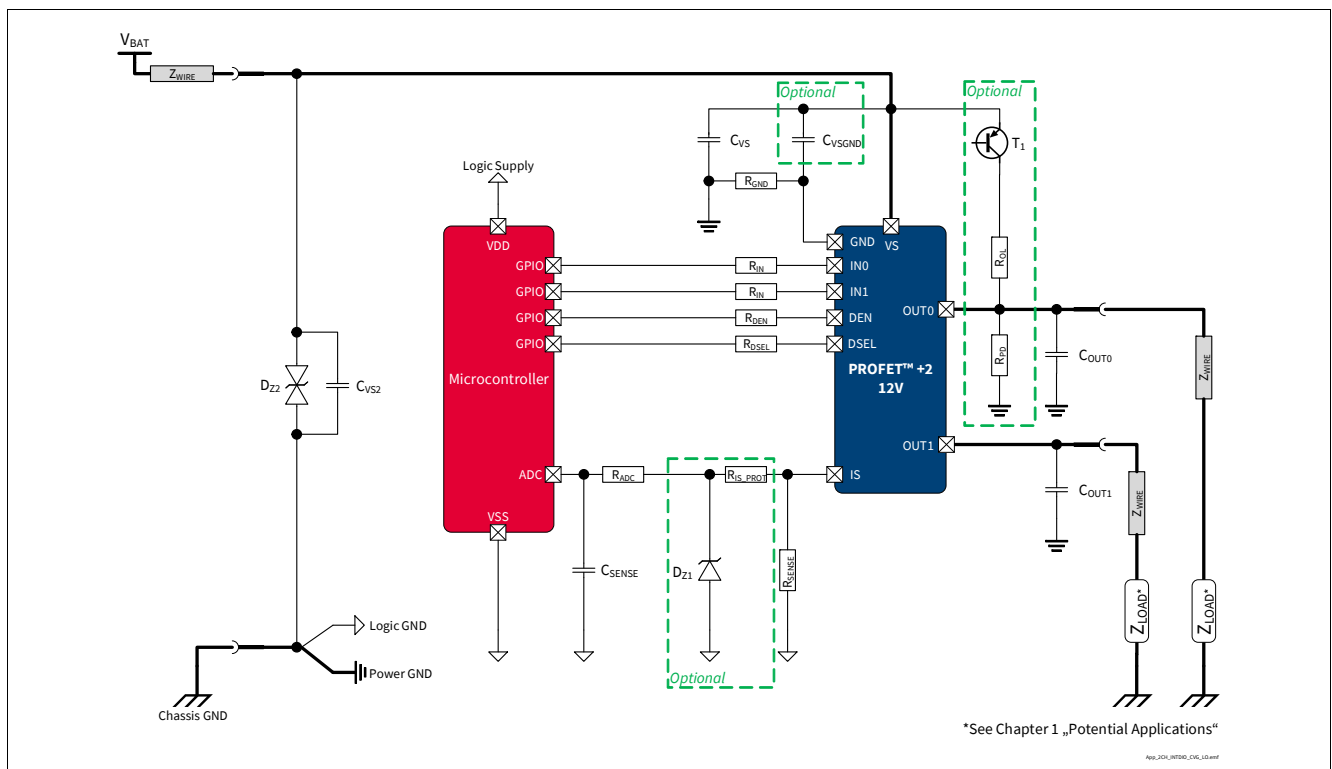 VBAT
ZWIRE
Optional
Optional
CVS
CVSGND
T1
Logic Supply
RGND
VDD
GND
VS
GPIO
RIN
IN0
ROL
GPIO
RIN
IN1
GPIO
RDEN
DEN
OUT0
GPIO
RDSEL
DSEL
RPD
COUT0
ZWIRE
DZ2
CVS2
Microcontroller
PROFET™ +2
12V
OUT1
ADC
RADC
RIS_PROT
IS
COUT1
ZWIRE
VSS
CSENSE
DZ1
RSENSE
ZLOAD*
ZLOAD*
Logic GND
Power GND
Optional
Chassis GND
*See Chapter 1 „Potential Applications“
App_2CH_INTDIO_CVG_LO.emf